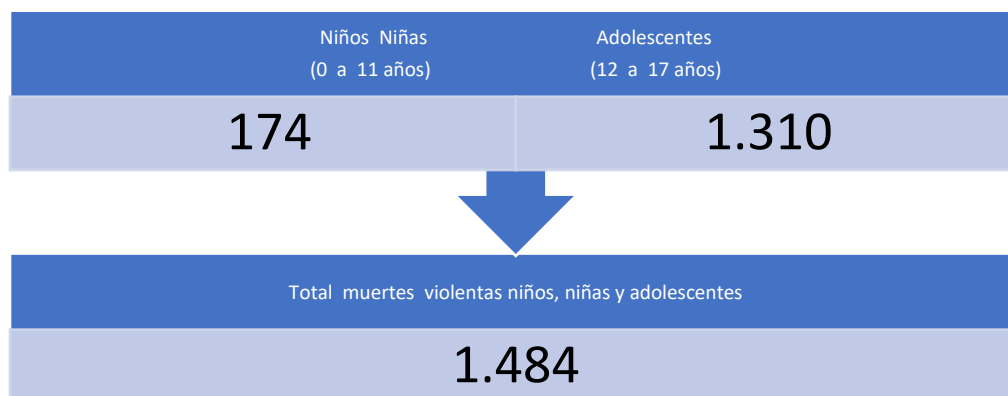 Niños Niñas
(0 a 11 años)
Adolescentes
(12 a 17 años)
174
1.310
Total muertes violentas niños, niñas y adolescentes
1.484